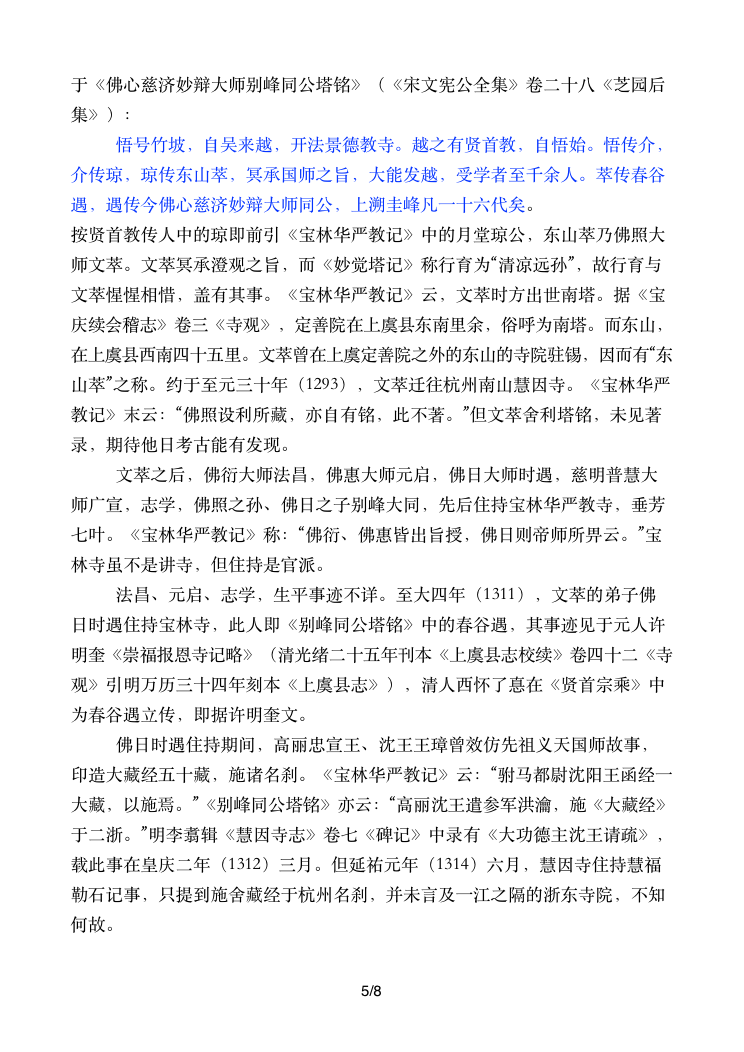 于《佛心慈济妙辩大师别峰同公塔铭》（《宋文宪公全集》卷二十八《芝园后
集》）：
悟号竹坡，自吴来越，开法景德教寺。越之有贤首教，自悟始。悟传介，
介传琼，琼传东山萃，冥承国师之旨，大能发越，受学者至千余人。萃传春谷
遇，遇传今佛心慈济妙辩大师同公，上溯圭峰凡一十六代矣。
按贤首教传人中的琼即前引《宝林华严教记》中的月堂琼公，东山萃乃佛照大
师文萃。文萃冥承澄观之旨，而《妙觉塔记》称行育为“清凉远孙”，故行育与
文萃惺惺相惜，盖有其事。《宝林华严教记》云，文萃时方出世南塔。据《宝
庆续会稽志》卷三《寺观》，定善院在上虞县东南里余，俗呼为南塔。而东山，
在上虞县西南四十五里。文萃曾在上虞定善院之外的东山的寺院驻锡，因而有“东
山萃”之称。约于至元三十年（1293），文萃迁往杭州南山慧因寺。《宝林华严
教记》末云：“佛照设利所藏，亦自有铭，此不著。”但文萃舍利塔铭，未见著
录，期待他日考古能有发现。
文萃之后，佛衍大师法昌，佛惠大师元启，佛日大师时遇，慈明普慧大
师广宣，志学，佛照之孙、佛日之子别峰大同，先后住持宝林华严教寺，垂芳
七叶。《宝林华严教记》称：“佛衍、佛惠皆出旨授，佛日则帝师所畀云。”宝
林寺虽不是讲寺，但住持是官派。
法昌、元启、志学，生平事迹不详。至大四年（1311），文萃的弟子佛
日时遇住持宝林寺，此人即《别峰同公塔铭》中的春谷遇，其事迹见于元人许
明奎《崇福报恩寺记略》（清光绪二十五年刊本《上虞县志校续》卷四十二《寺
观》引明万历三十四年刻本《上虞县志》），清人西怀了悳在《贤首宗乘》中
为春谷遇立传，即据许明奎文。
佛日时遇住持期间，高丽忠宣王、沈王王璋曾效仿先祖义天国师故事，
印造大藏经五十藏，施诸名刹。《宝林华严教记》云：“驸马都尉沈阳王函经一
大藏，以施焉。”《别峰同公塔铭》亦云：“高丽沈王遣参军洪瀹，施《大藏经》
于二浙。”明李翥辑《慧因寺志》卷七《碑记》中录有《大功德主沈王请疏》，
载此事在皇庆二年（1312）三月。但延祐元年（1314）六月，慧因寺住持慧福
勒石记事，只提到施舍藏经于杭州名刹，并未言及一江之隔的浙东寺院，不知
何故。
5/8